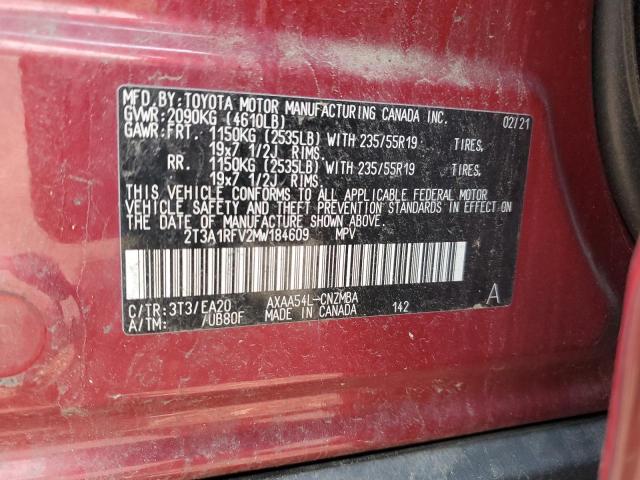 MFD. BY: TOYOTA MOTOR MANUFACTURING CANADA INC. 02/21
GVWR: 2090KG (4610LB)
GAWR: FRT. 1150KG (2535LB) WITH 235/55R19 TIRES.
19x7 1/2J RIMS.
RR. 1150KG (2535LB) WITH 235/55R19 TIRES.
19x7 1/2J RIMS.
THIS VEHICLE CONFORMS TO ALL APPLICABLE FEDERAL MOTOR
VEHICLE SAFETY AND THEFT PREVENTION STANDARDS IN EFFECT ON
THE DATE OF MANUFACTURE SHOWN ABOVE.
2T3A1RFV2MW184609 MPV
C/TR: 3T3/EA20 AXAA54L-CNZMBA 142 A
A/TM: /UB80F MADE IN CANADA